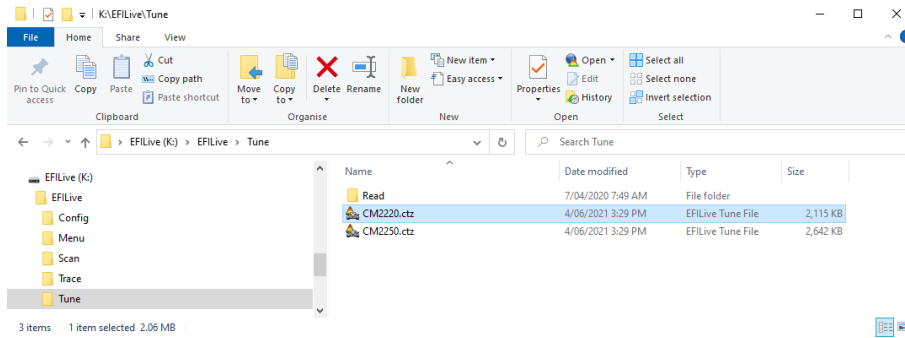 K:\EFILive\Tune
File Home Share View
Pin to Quick access
Copy
Paste
Cut
Copy path
Paste shortcut
Clipboard
Move to
Copy to
Delete
Rename
Organise
New folder
New item
Easy access
New
Properties
Open
Edit
History
Open
Select all
Select none
Invert selection
Select
EFILive (K:) > EFILive > Tune
Search Tune
EFILive (K:)
EFILive
Config
Menu
Scan
Trace
Tune
Name Date modified Type Size
Read 7/04/2020 7:49 AM File folder
CM2220.ctz 4/06/2021 3:29 PM EFILive Tune File 2,115 KB
CM2250.ctz 4/06/2021 3:29 PM EFILive Tune File 2,642 KB
3 items 1 item selected 2.06 MB